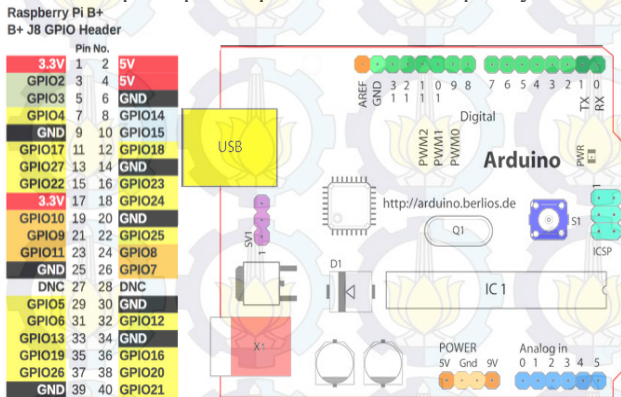 Raspberry Pi B+
B+ J8 GPIO Header
Pin No.
3.3V 1 2 5V
GPIO2 3 4 5V
GPIO3 5 6 GND
GPIO4 7 8 GPIO14
GND 9 10 GPIO15
GPIO17 11 12 GPIO18
GPIO27 13 14 GND
GPIO22 15 16 GPIO23
3.3V 17 18 GPIO24
GPIO10 19 20 GND
GPIO9 21 22 GPIO25
GPIO11 23 24 GPIO8
GND 25 26 GPIO7
DNC 27 28 DNC
GPIO5 29 30 GND
GPIO6 31 32 GPIO12
GPIO13 33 34 GND
GPIO19 35 36 GPIO16
GPIO26 37 38 GPIO20
GND 39 40 GPIO21
AREF GND 13 12 11 10 9 8 7 6 5 4 3 2 1 0
TX RX
Digital
PWM2 PWM1 PWM0
USB
Arduino
PWR
http://arduino.berlios.de
SV1
1
Q1
S1
1
ICSP
D1
IC 1
X1
POWER
5V Gnd 9V
Analog in
0 1 2 3 4 5